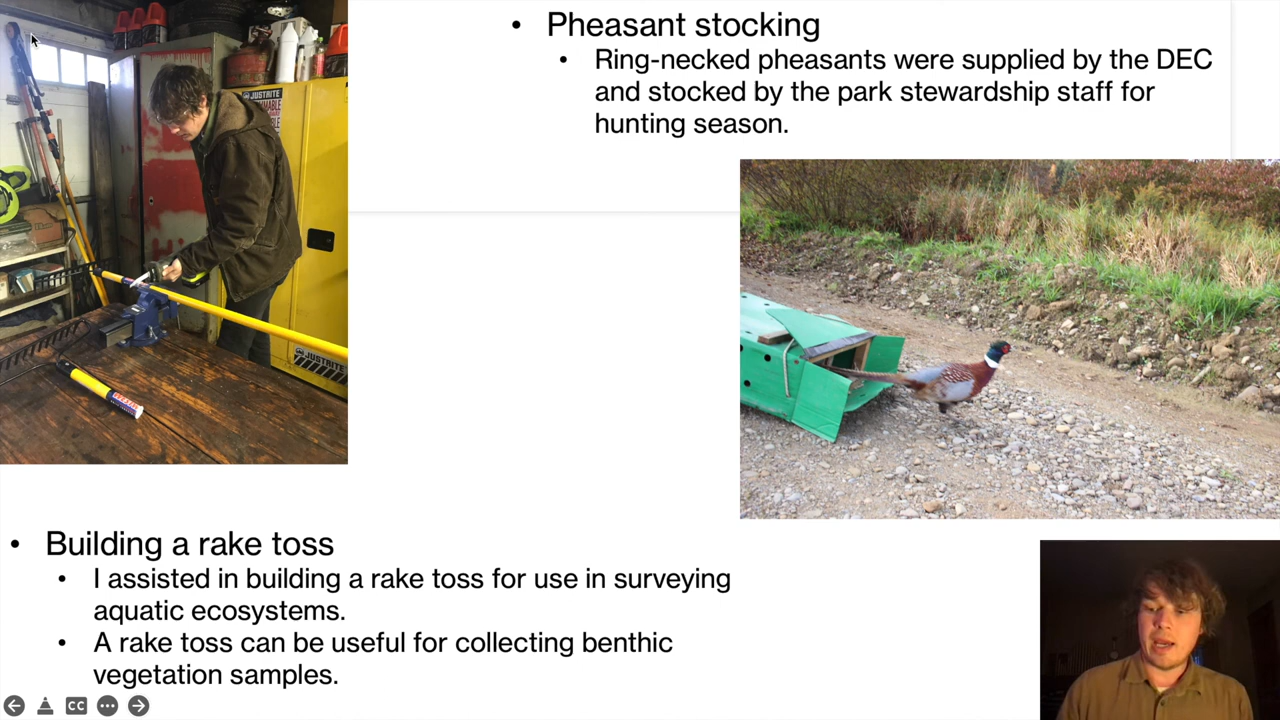 • Pheasant stocking
• Ring-necked pheasants were supplied by the DEC
and stocked by the park stewardship staff for
hunting season.
JUSTRITE
JUSTRITE
• Building a rake toss
• I assisted in building a rake toss for use in surveying
aquatic ecosystems.
• A rake toss can be useful for collecting benthic
vegetation samples.
CC